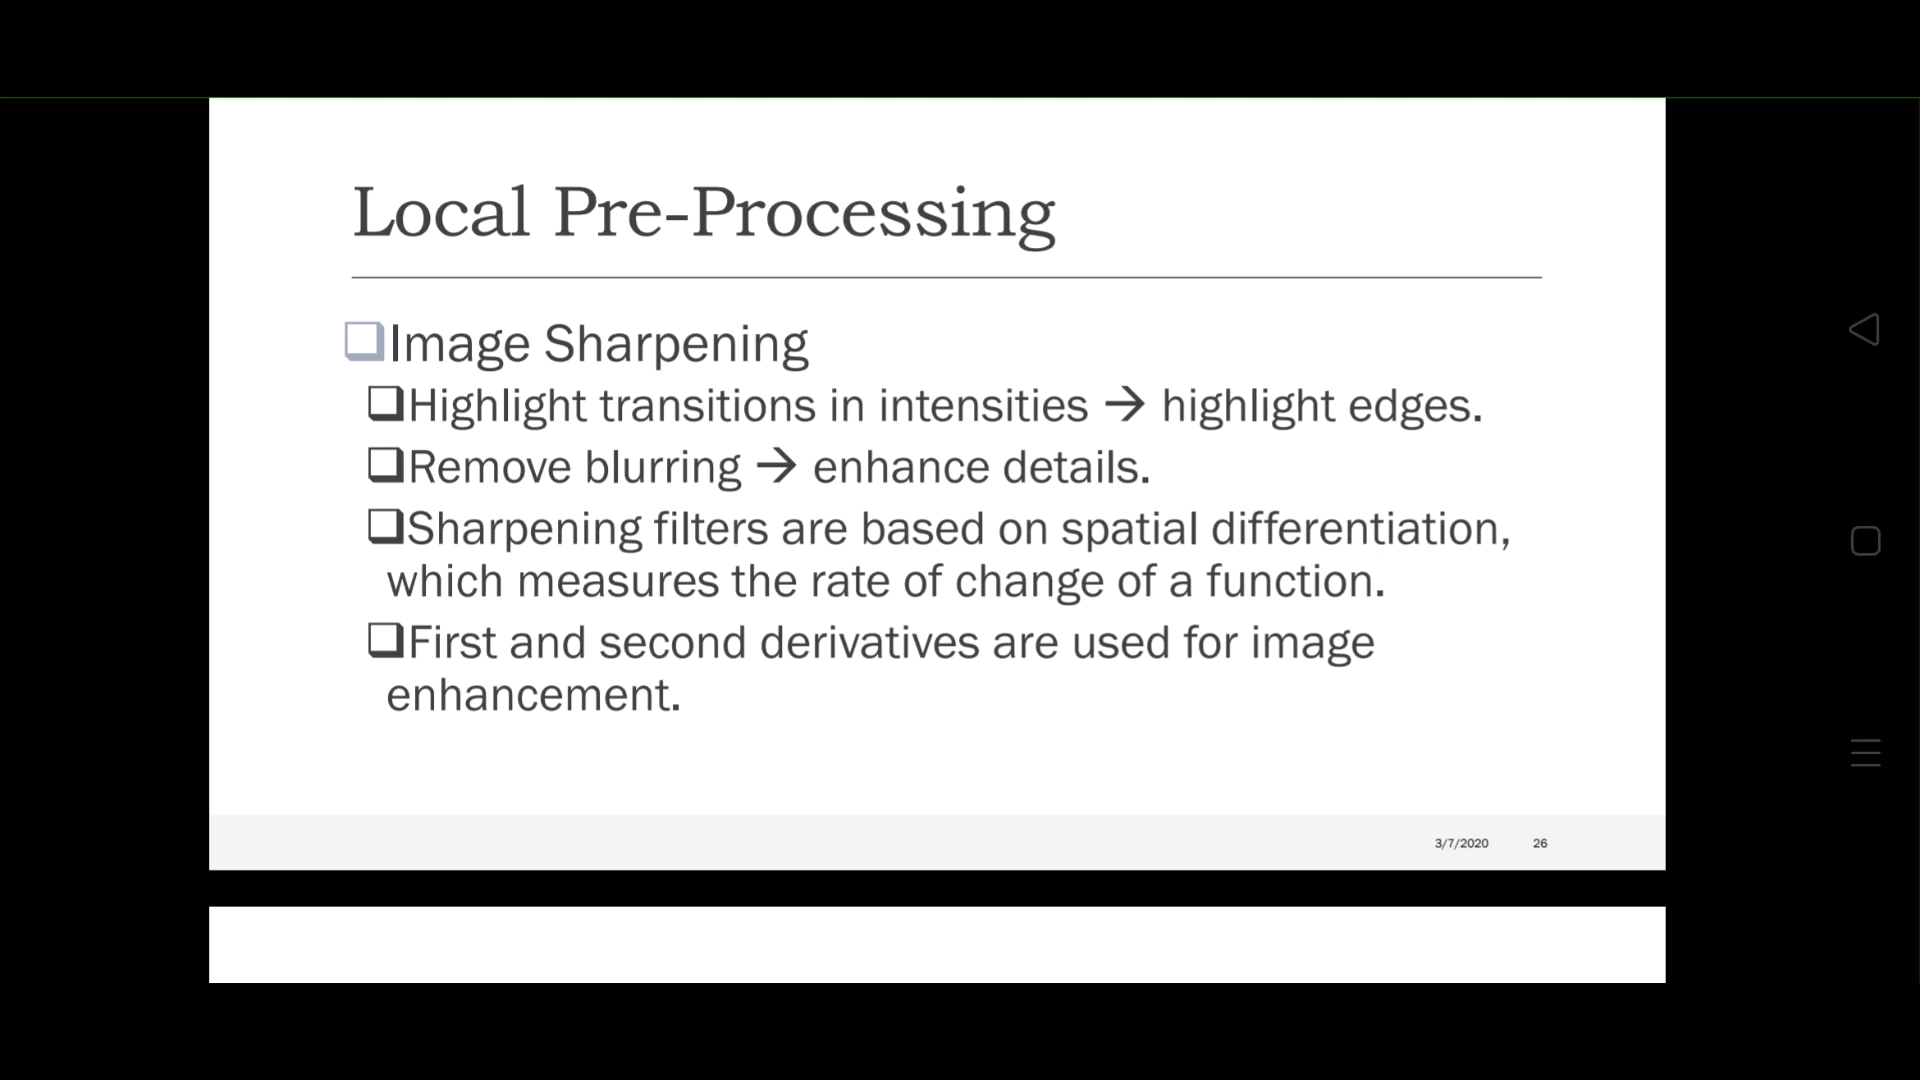 Local Pre-Processing
Image Sharpening
Highlight transitions in intensities → highlight edges.
Remove blurring → enhance details.
Sharpening filters are based on spatial differentiation,
which measures the rate of change of a function.
First and second derivatives are used for image
enhancement.
3/7/2020 26